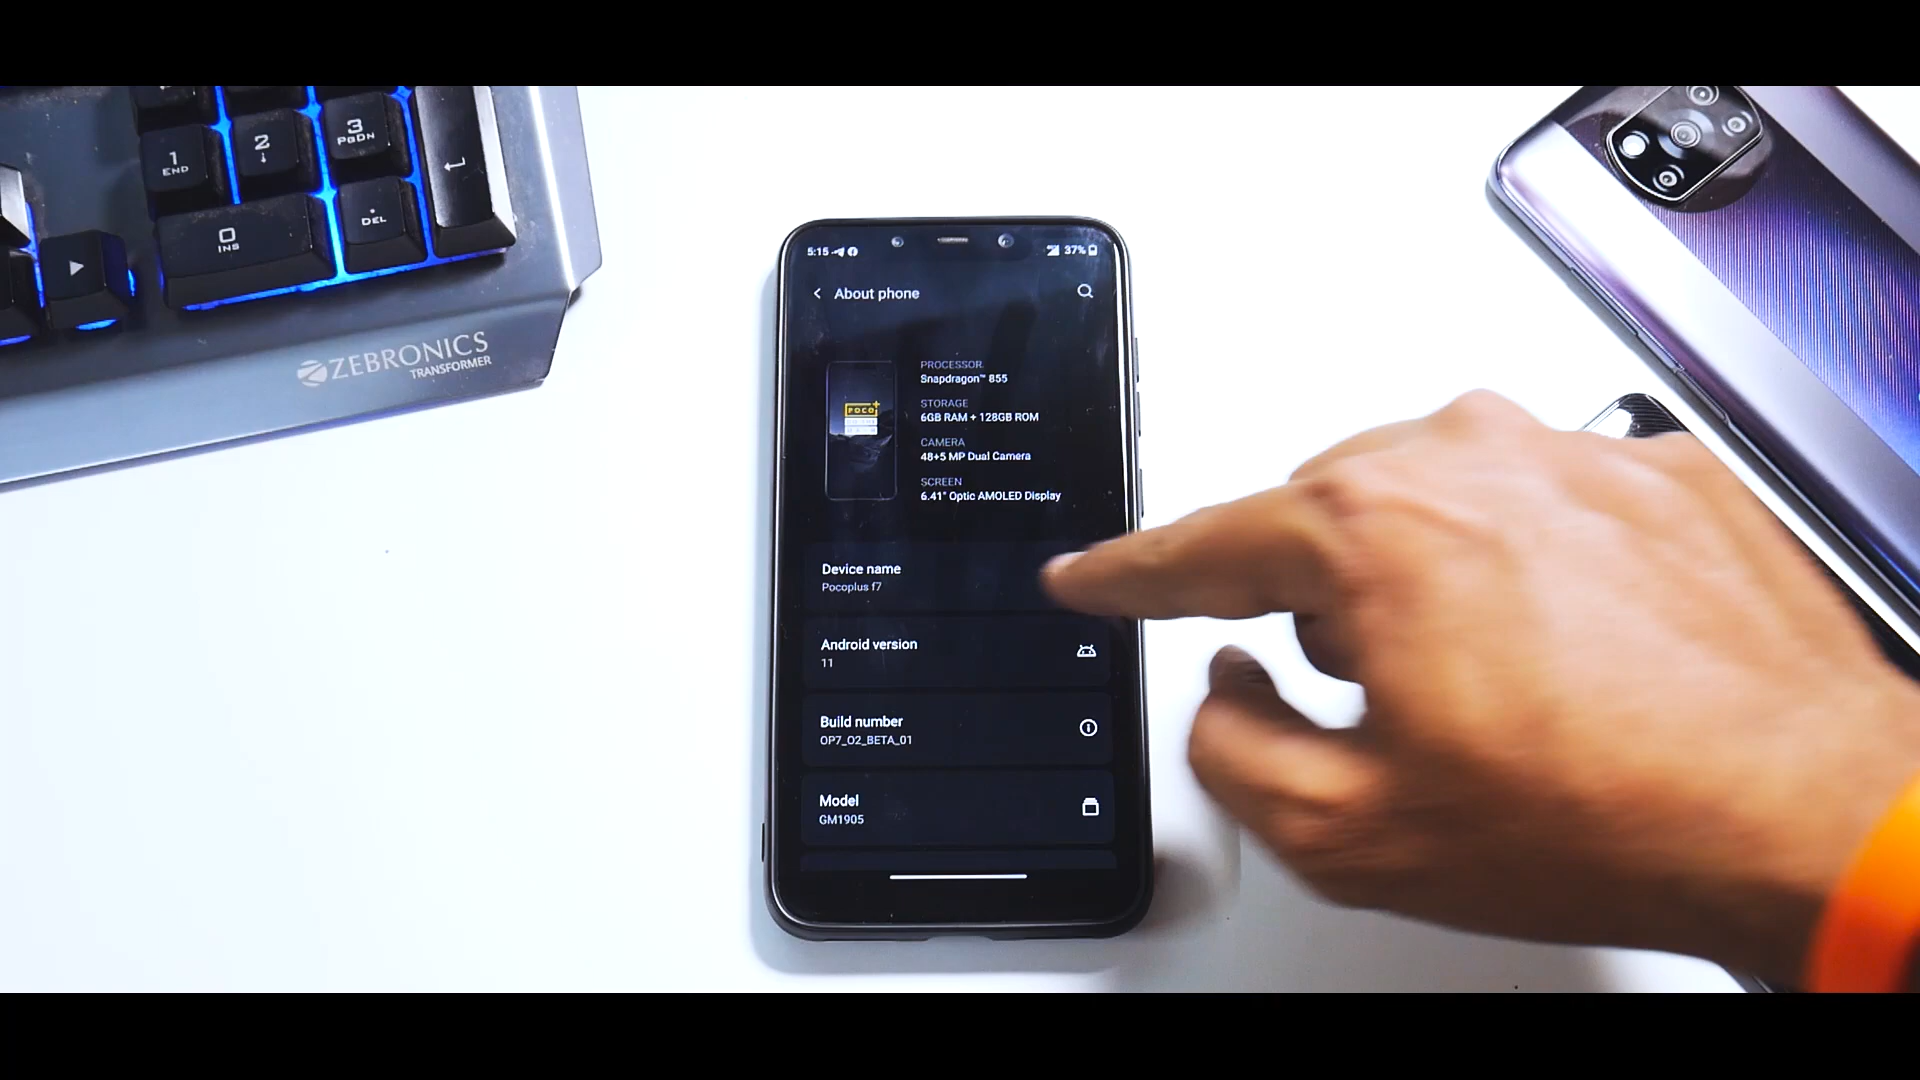 1
END
2
3
PGDN
0
INS
DEL
ZEBRONICS
TRANSFORMER
5:15
37%
About phone
PROCESSOR
Snapdragon™ 855
STORAGE
6GB RAM + 128GB ROM
CAMERA
48+5 MP Dual Camera
SCREEN
6.41" Optic AMOLED Display
POCO
Device name
Pocoplus f7
Android version
11
Build number
OP7_O2_BETA_01
Model
GM1905